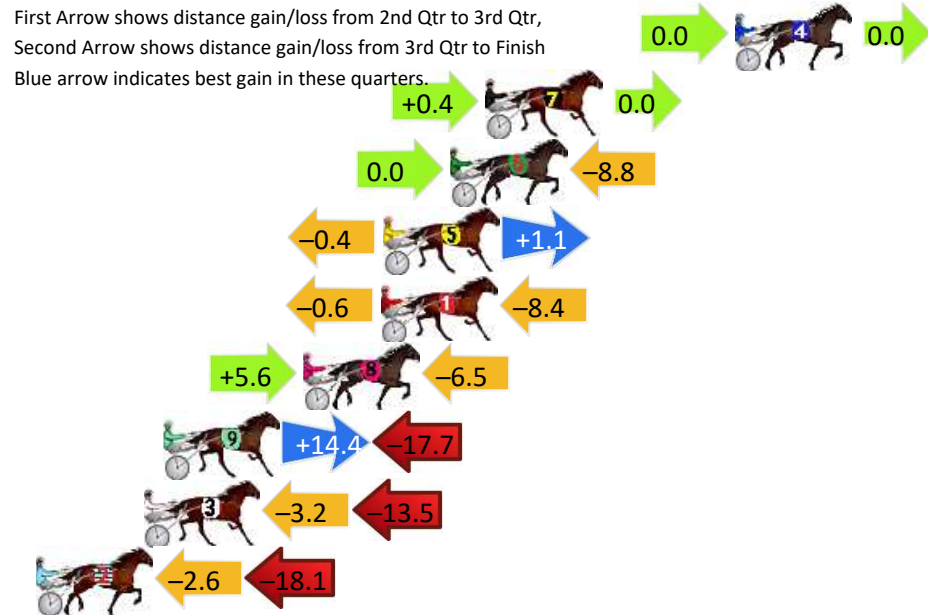 First Arrow shows distance gain/loss from 2nd Qtr to 3rd Qtr,
Second Arrow shows distance gain/loss from 3rd Qtr to Finish
Blue arrow indicates best gain in these quarters.
0.0 4 0.0
+0.4 7 0.0
0.0 6 –8.8
–0.4 5 +1.1
–0.6 1 –8.4
+5.6 8 –6.5
9 +14.4 –17.7
3 –3.2 –13.5
–2.6 –18.1